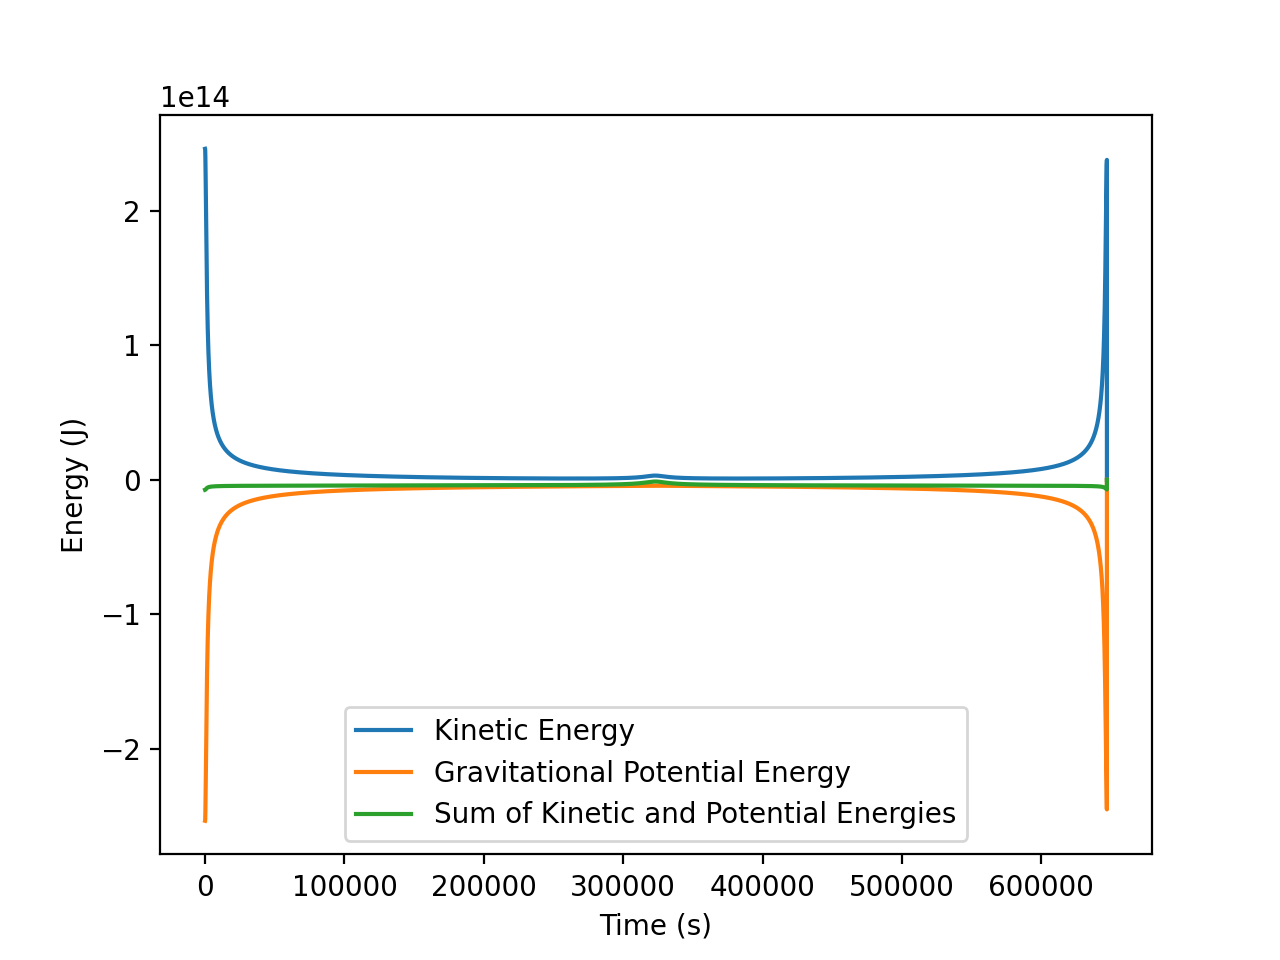 1e14
2
1
0
−1
−2
Energy (J)
Kinetic Energy
Gravitational Potential Energy
Sum of Kinetic and Potential Energies
0 100000 200000 300000 400000 500000 600000
Time (s)